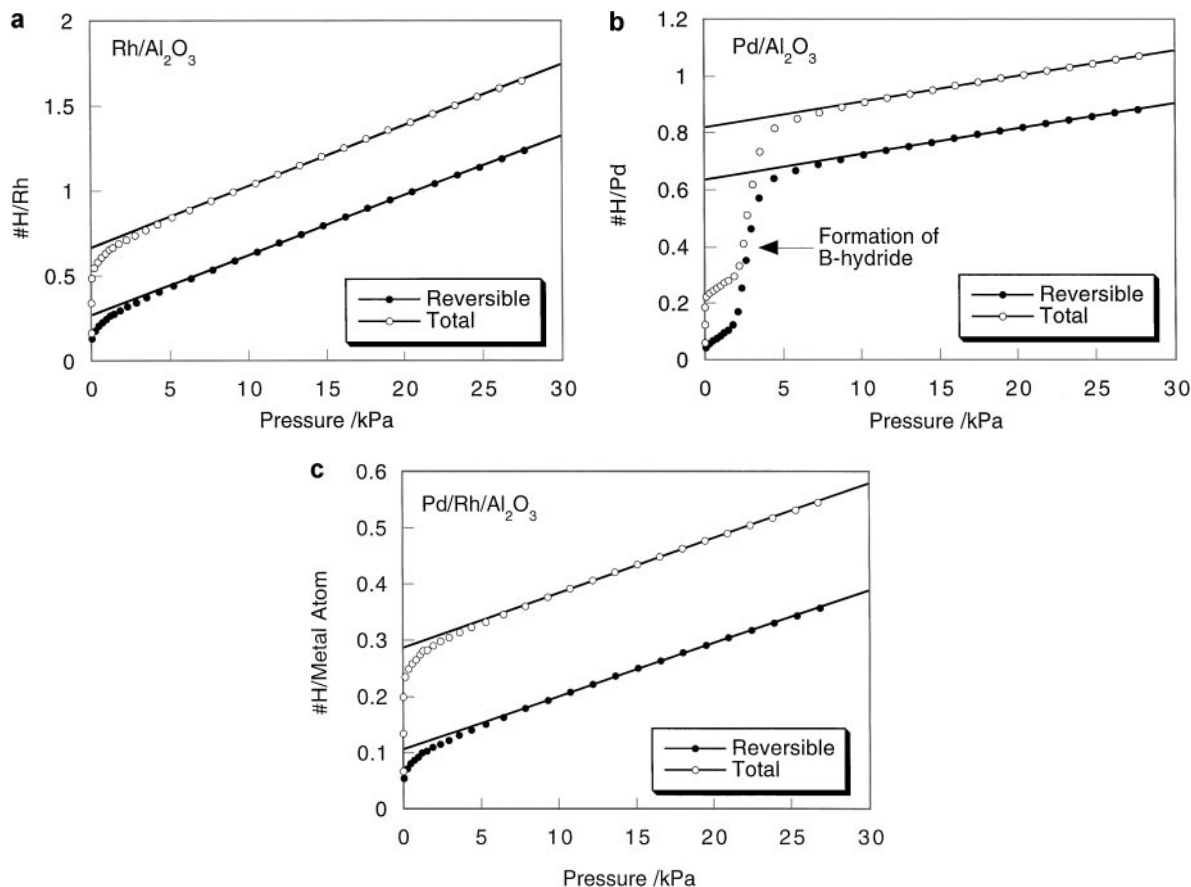 a
Rh/Al₂O₃
2
1.5
1
0.5
0
#H/Rh
Reversible
Total
0 5 10 15 20 25 30
Pressure /kPa
b
Pd/Al₂O₃
1.2
1
0.8
0.6
0.4
0.2
0
#H/Pd
Formation of
B-hydride
Reversible
Total
0 5 10 15 20 25 30
Pressure /kPa
c
Pd/Rh/Al₂O₃
0.6
0.5
0.4
0.3
0.2
0.1
0
#H/Metal Atom
Reversible
Total
0 5 10 15 20 25 30
Pressure /kPa